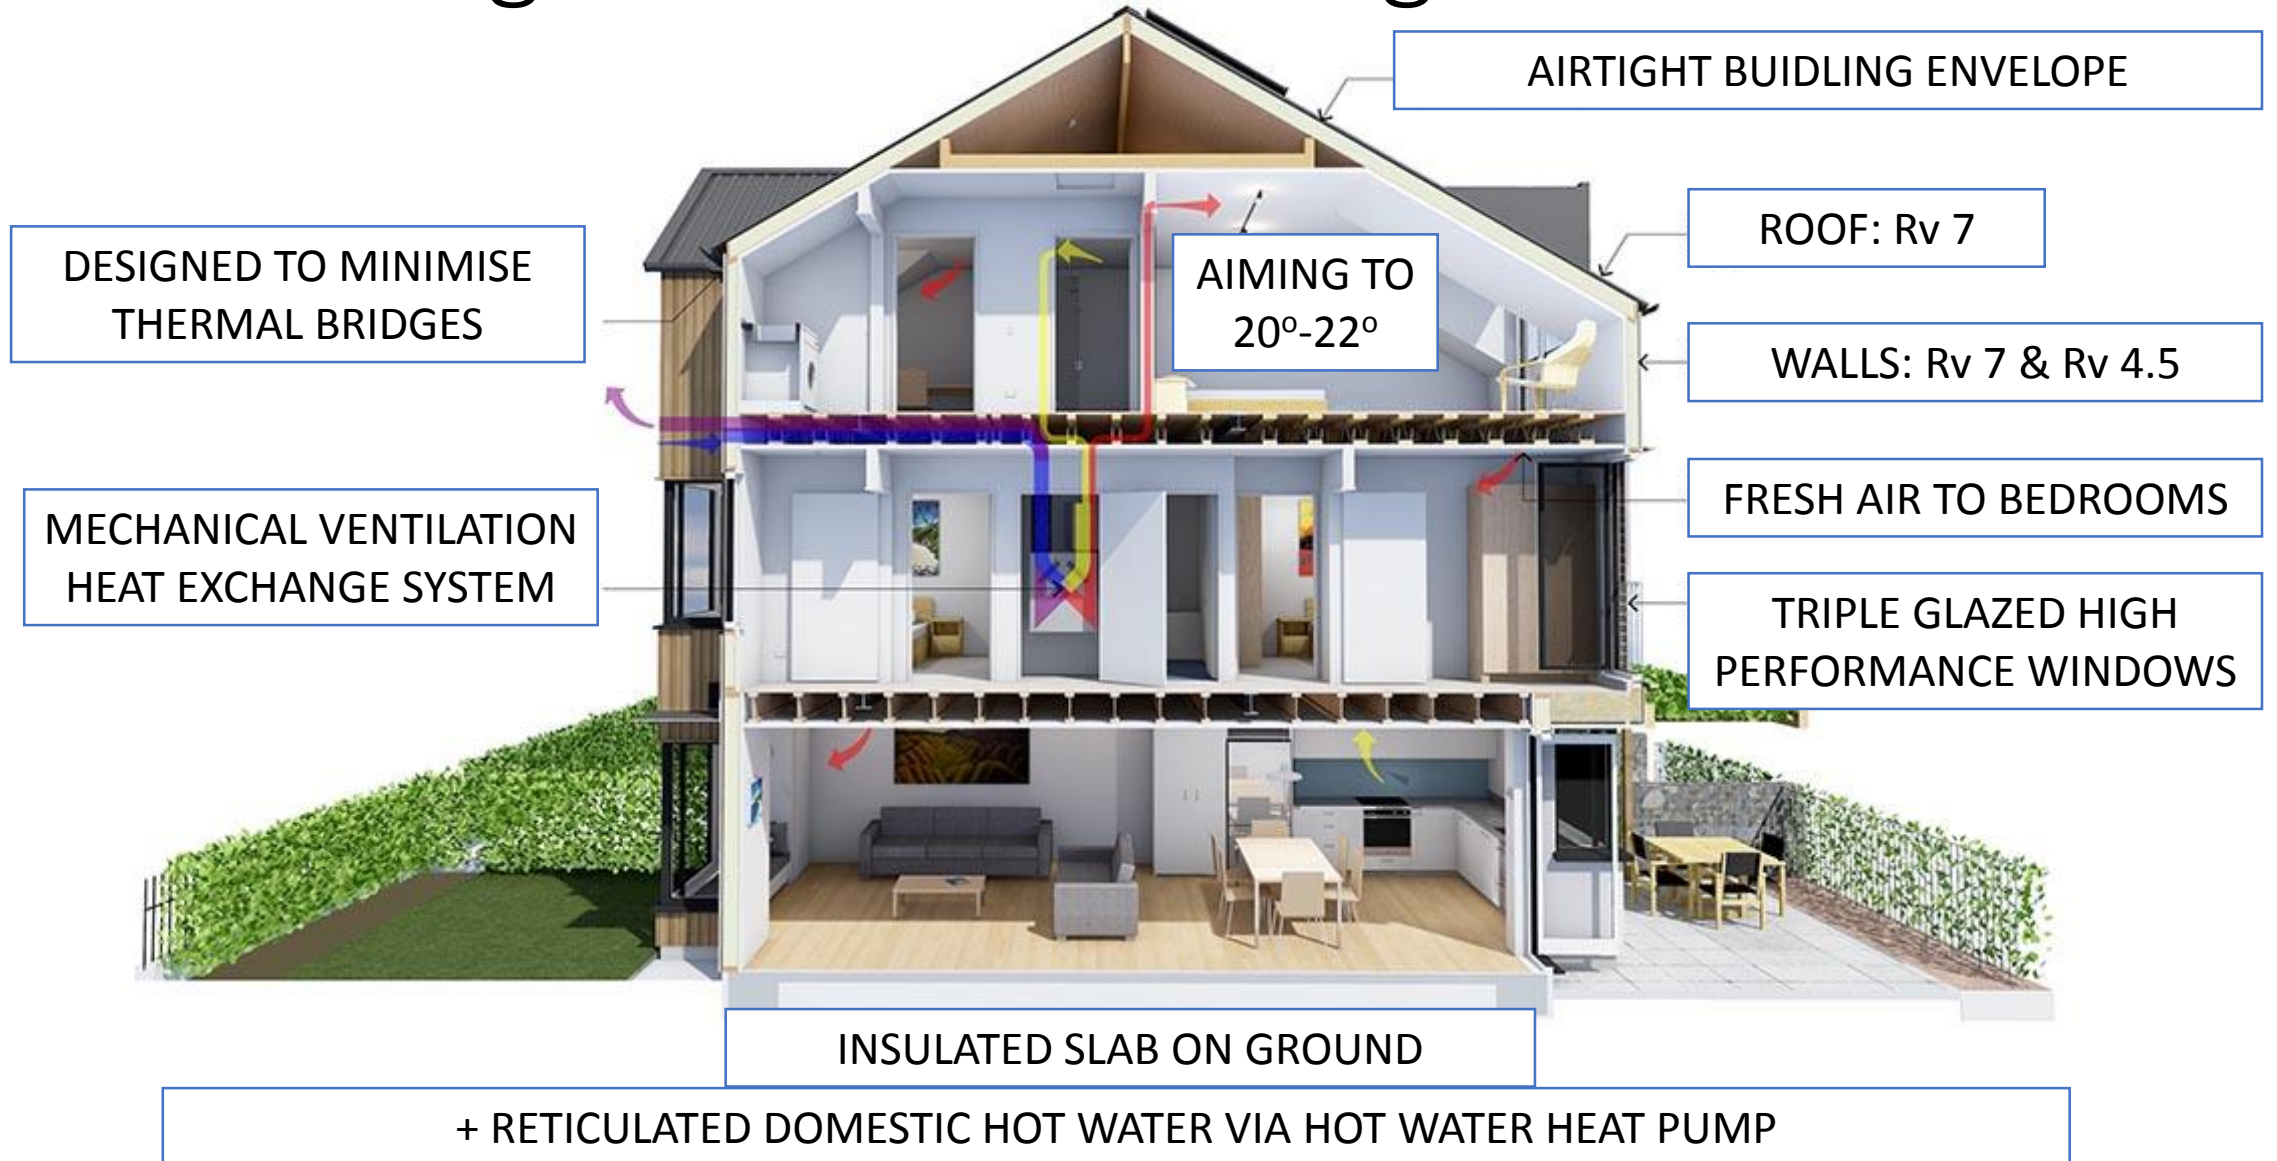 AIRTIGHT BUIDLING ENVELOPE
ROOF: Rv 7
DESIGNED TO MINIMISE
THERMAL BRIDGES
AIMING TO
20º-22º
WALLS: Rv 7 & Rv 4.5
FRESH AIR TO BEDROOMS
MECHANICAL VENTILATION
HEAT EXCHANGE SYSTEM
TRIPLE GLAZED HIGH
PERFORMANCE WINDOWS
INSULATED SLAB ON GROUND
+ RETICULATED DOMESTIC HOT WATER VIA HOT WATER HEAT PUMP